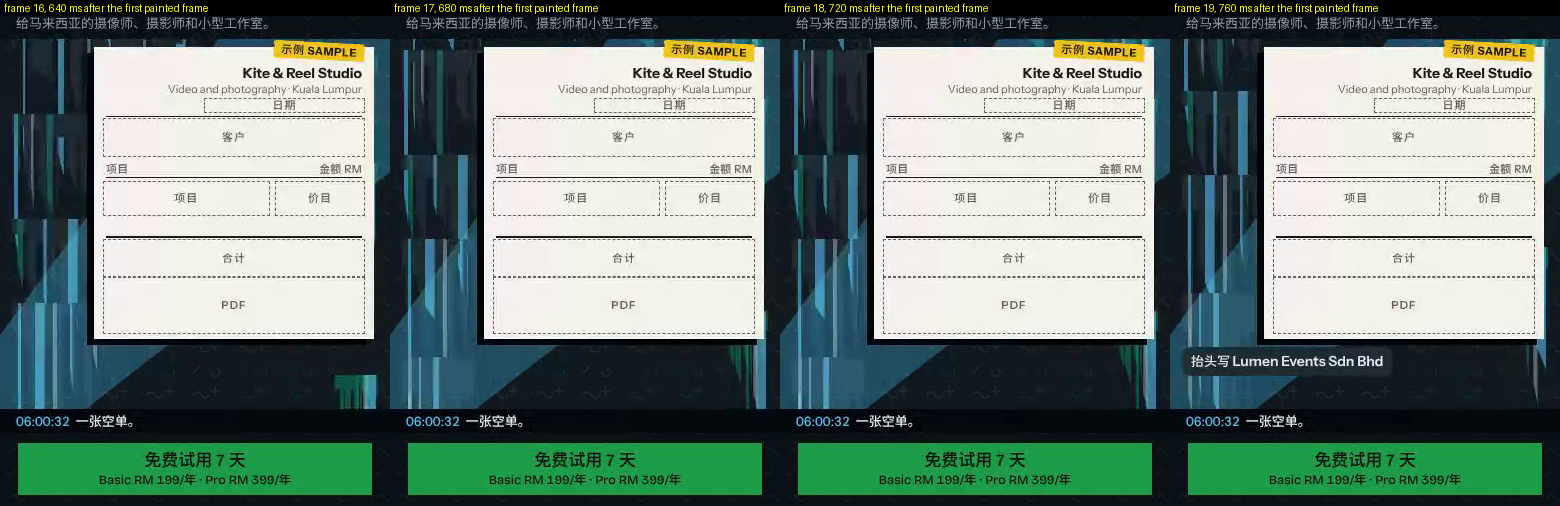 frame 16, 640 ms after the first painted frame
给马来西亚的摄像师、摄影师和小型工作室。
示例 SAMPLE
Kite & Reel Studio
Video and photography · Kuala Lumpur
日期
客户
项目 金额 RM
项目 价目
合计
PDF
06:00:32 一张空单。
免费试用 7 天
Basic RM 199/年 · Pro RM 399/年
frame 17, 680 ms after the first painted frame
给马来西亚的摄像师、摄影师和小型工作室。
示例 SAMPLE
Kite & Reel Studio
Video and photography · Kuala Lumpur
日期
客户
项目 金额 RM
项目 价目
合计
PDF
06:00:32 一张空单。
免费试用 7 天
Basic RM 199/年 · Pro RM 399/年
frame 18, 720 ms after the first painted frame
给马来西亚的摄像师、摄影师和小型工作室。
示例 SAMPLE
Kite & Reel Studio
Video and photography · Kuala Lumpur
日期
客户
项目 金额 RM
项目 价目
合计
PDF
06:00:32 一张空单。
免费试用 7 天
Basic RM 199/年 · Pro RM 399/年
frame 19, 760 ms after the first painted frame
给马来西亚的摄像师、摄影师和小型工作室。
示例 SAMPLE
Kite & Reel Studio
Video and photography · Kuala Lumpur
日期
客户
项目 金额 RM
项目 价目
合计
PDF
抬头写 Lumen Events Sdn Bhd
06:00:32 一张空单。
免费试用 7 天
Basic RM 199/年 · Pro RM 399/年